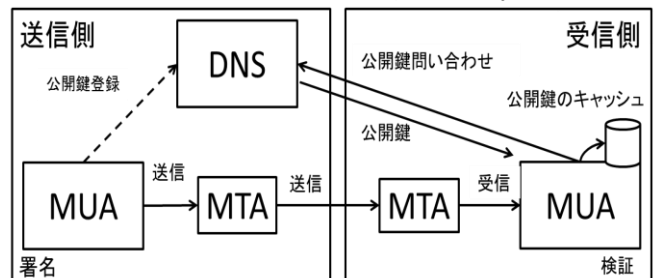 送信側
受信側
DNS
公開鍵問い合わせ
公開鍵登録
公開鍵のキャッシュ
公開鍵
送信
送信
受信
MUA
MTA
MTA
MUA
署名
検証